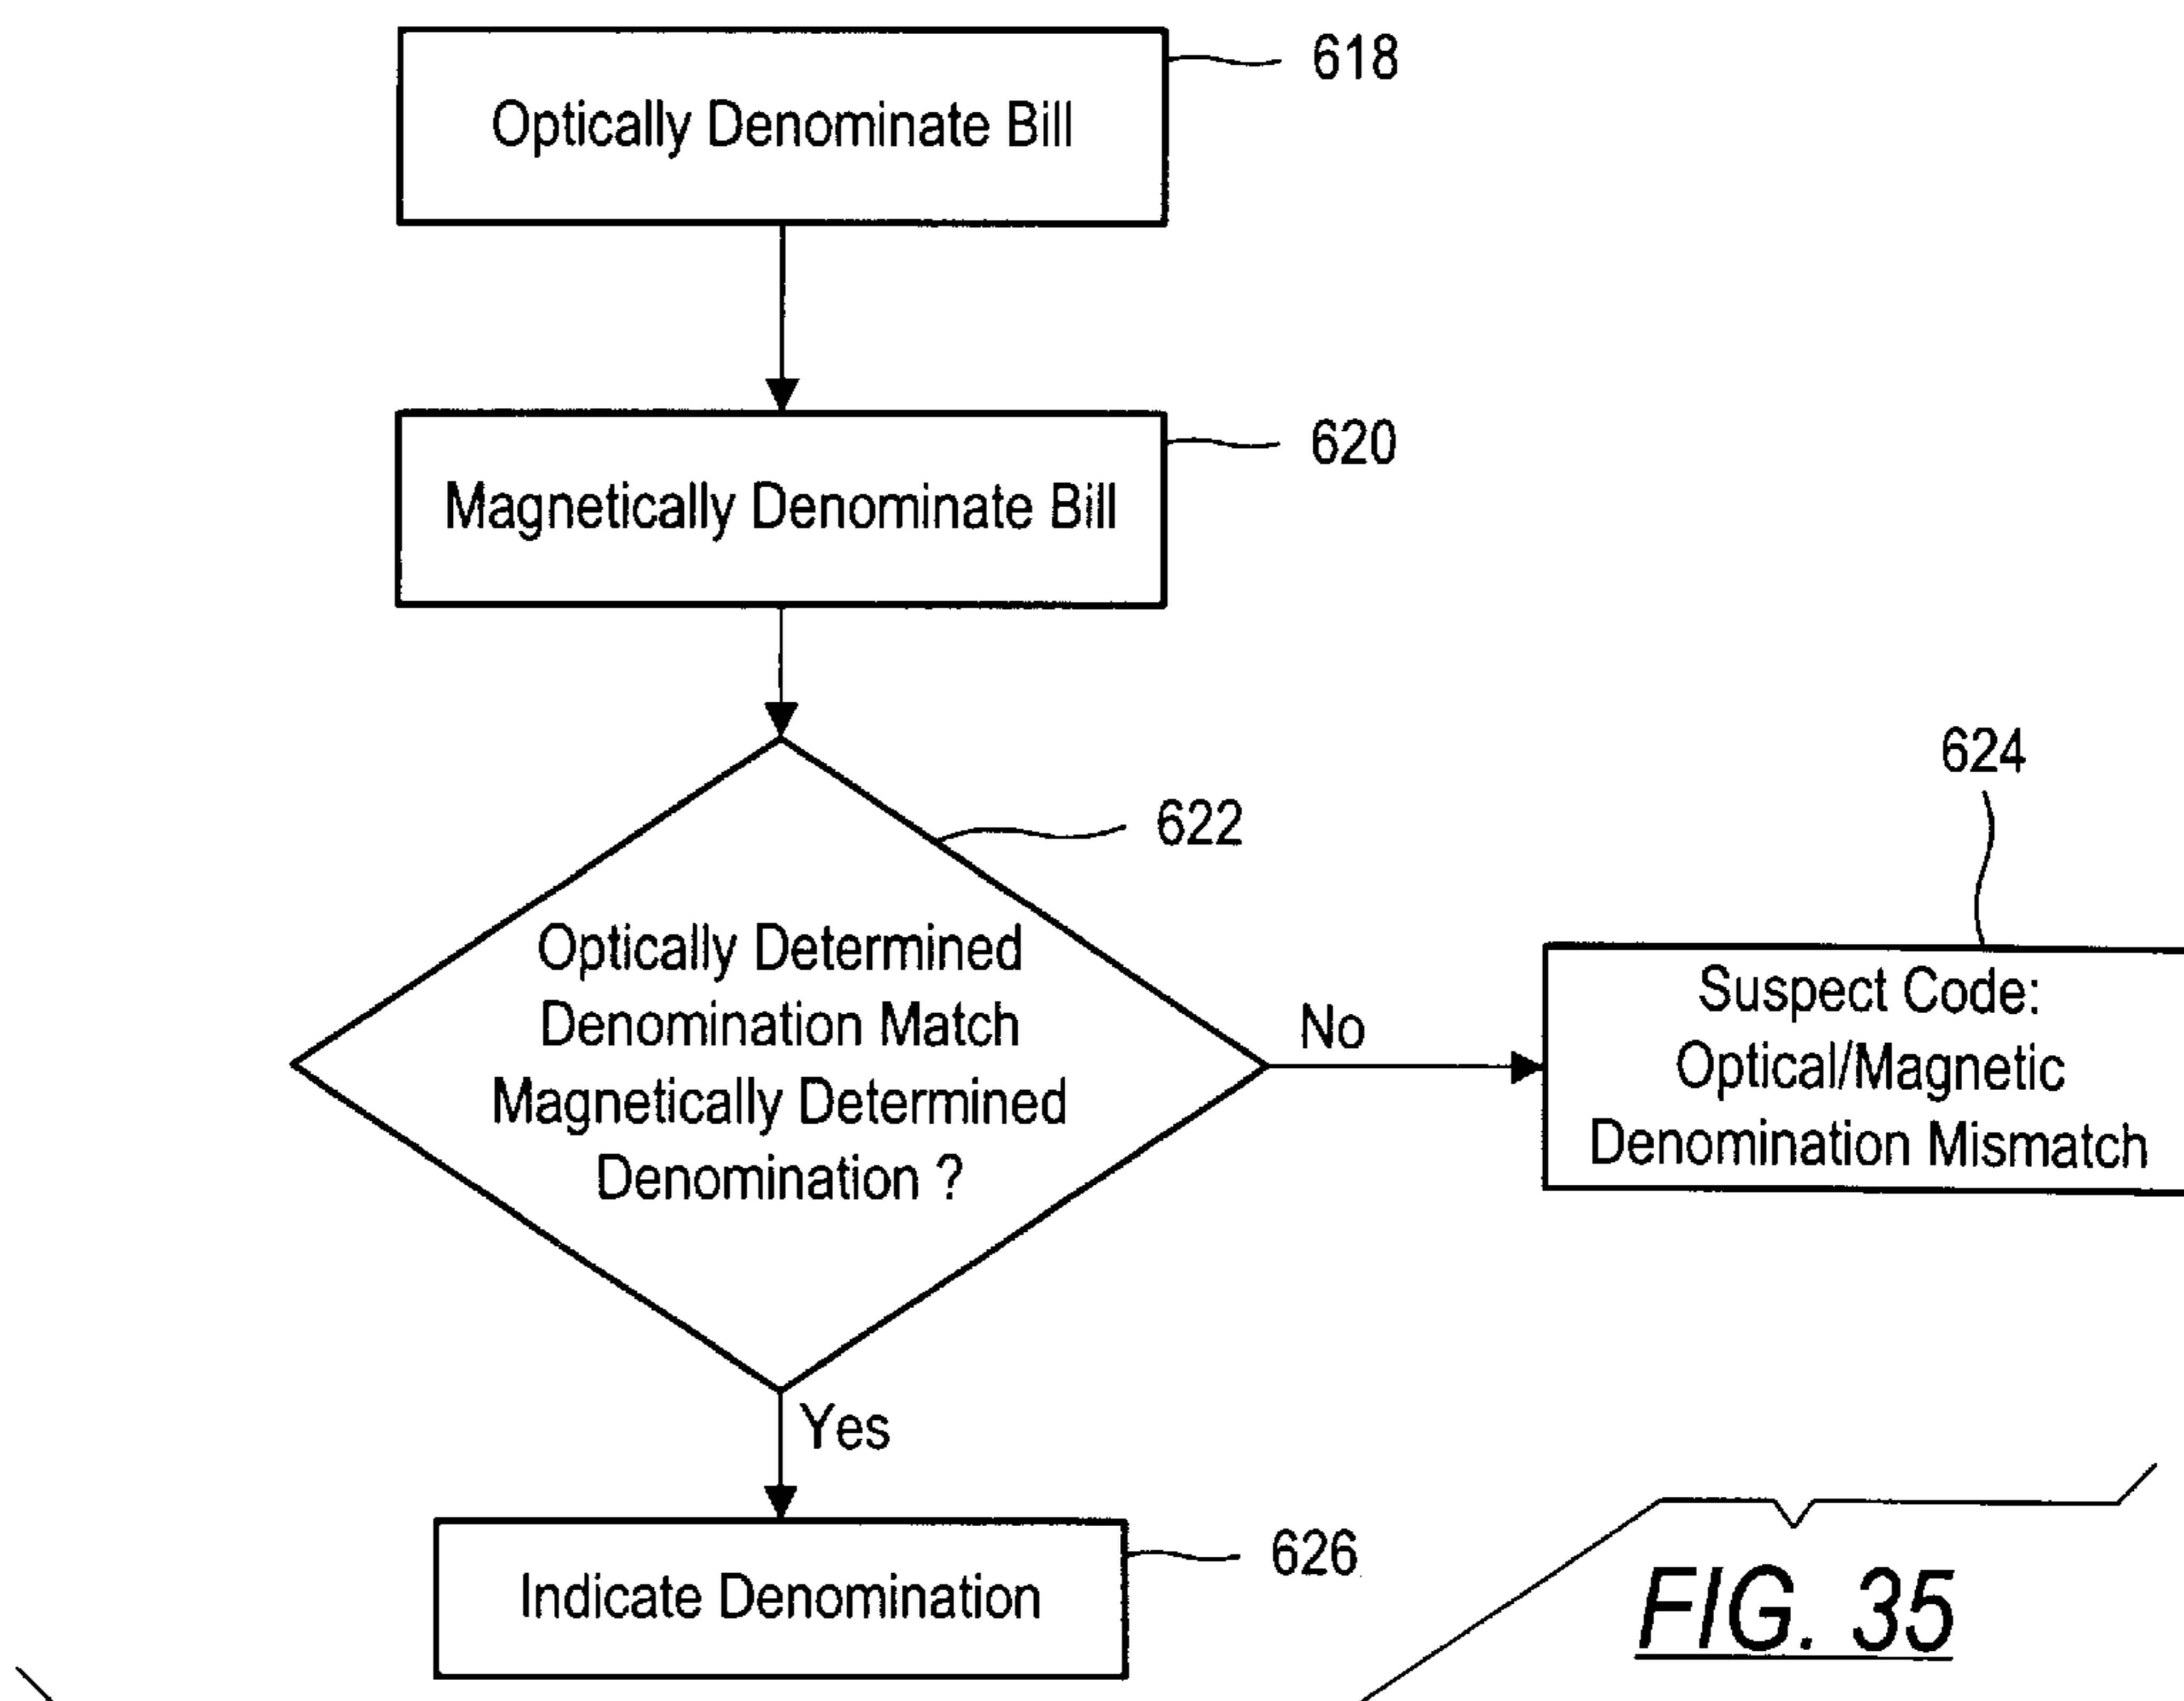 618
Optically Denominate Bill
620
Magnetically Denominate Bill
622
Optically Determined
Denomination Match
Magnetically Determined
Denomination ?
No
624
Suspect Code:
Optical/Magnetic
Denomination Mismatch
Yes
626
Indicate Denomination
FIG. 35